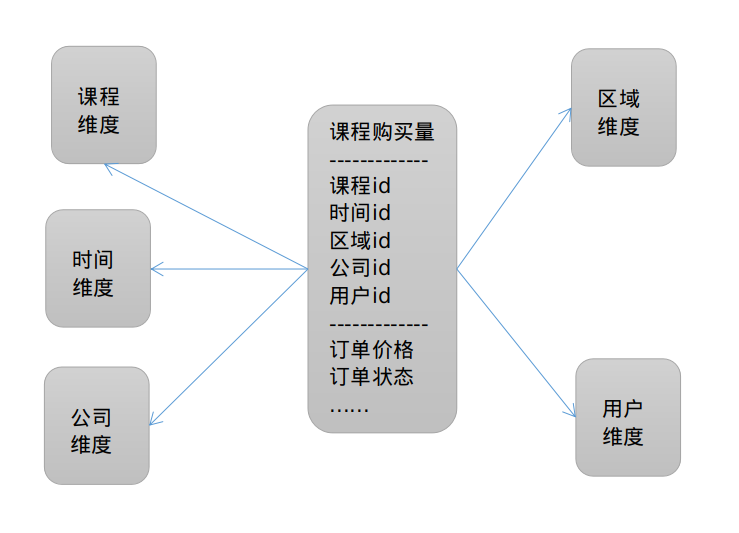 课程
维度
时间
维度
公司
维度
课程购买量
-------------
课程id
时间id
区域id
公司id
用户id
-------------
订单价格
订单状态
……
区域
维度
用户
维度